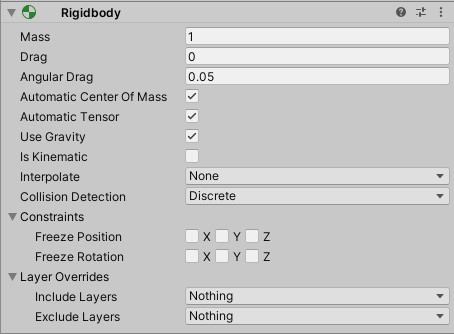 Rigidbody
Mass 1
Drag 0
Angular Drag 0.05
Automatic Center Of Mass
Automatic Tensor
Use Gravity
Is Kinematic
Interpolate None
Collision Detection Discrete
Constraints
Freeze Position X Y Z
Freeze Rotation X Y Z
Layer Overrides
Include Layers Nothing
Exclude Layers Nothing